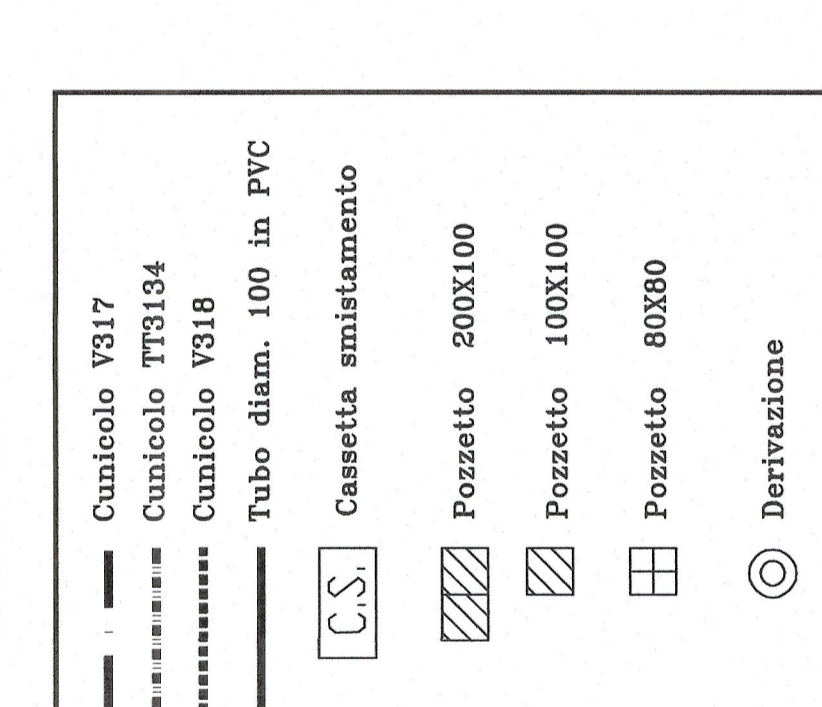 Cunicolo V317
Cunicolo TT3134
Cunicolo V318
Tubo diam. 100 in PVC
C.S. Cassetta smistamento
Pozzetto 200X100
Pozzetto 100X100
Pozzetto 80X80
Derivazione